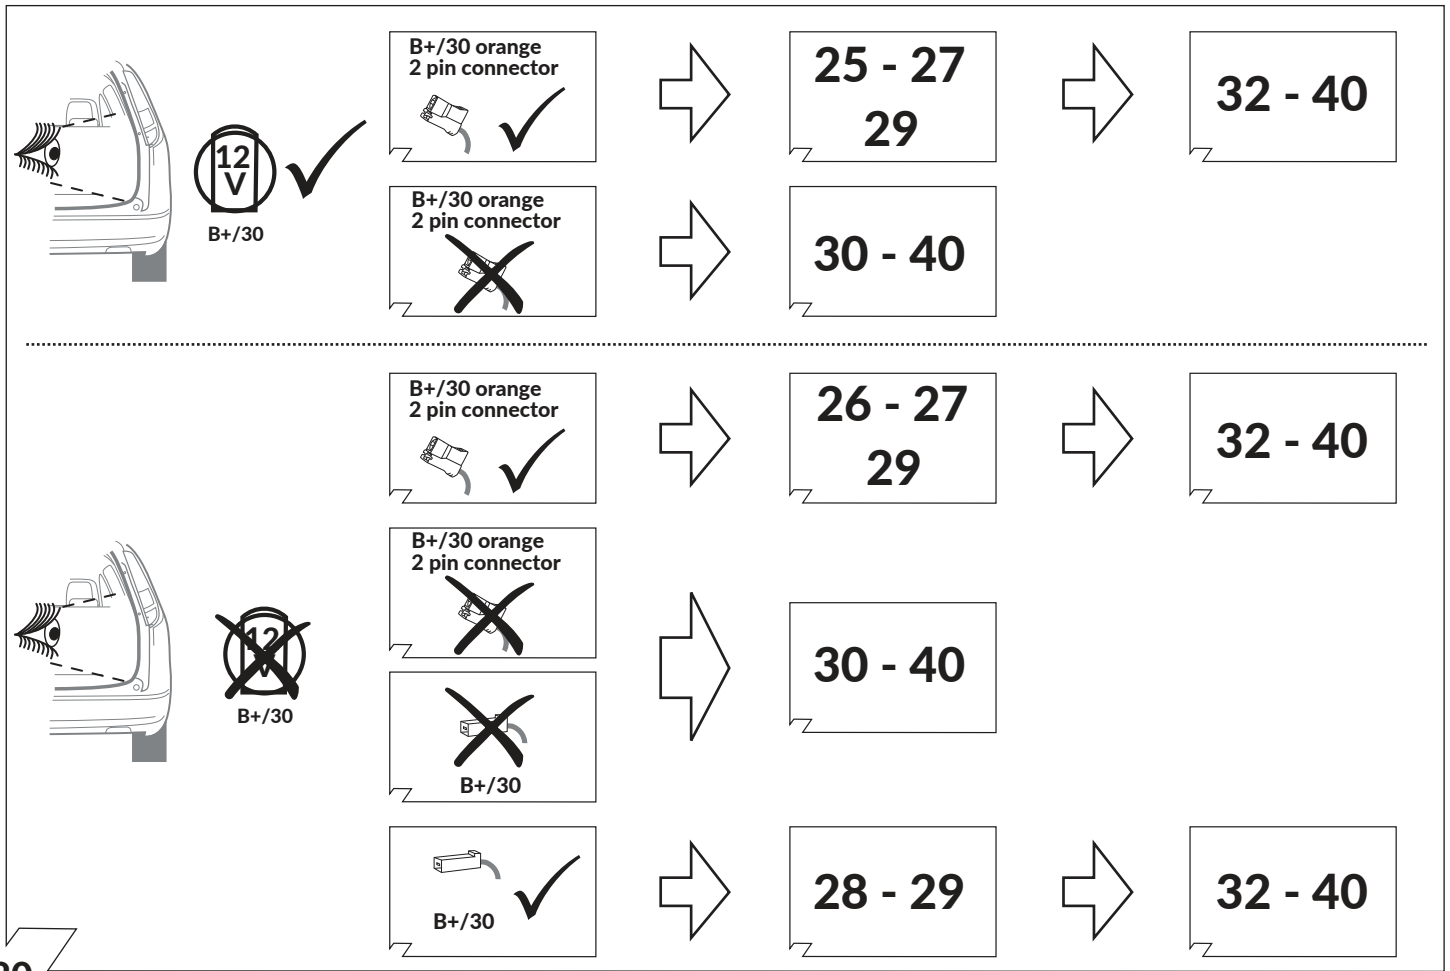 B+/30 orange
2 pin connector
25 - 27
29
32 - 40
12
V
B+/30
B+/30 orange
2 pin connector
30 - 40
B+/30 orange
2 pin connector
26 - 27
29
32 - 40
B+/30 orange
2 pin connector
12
V
B+/30
30 - 40
B+/30
B+/30
28 - 29
32 - 40